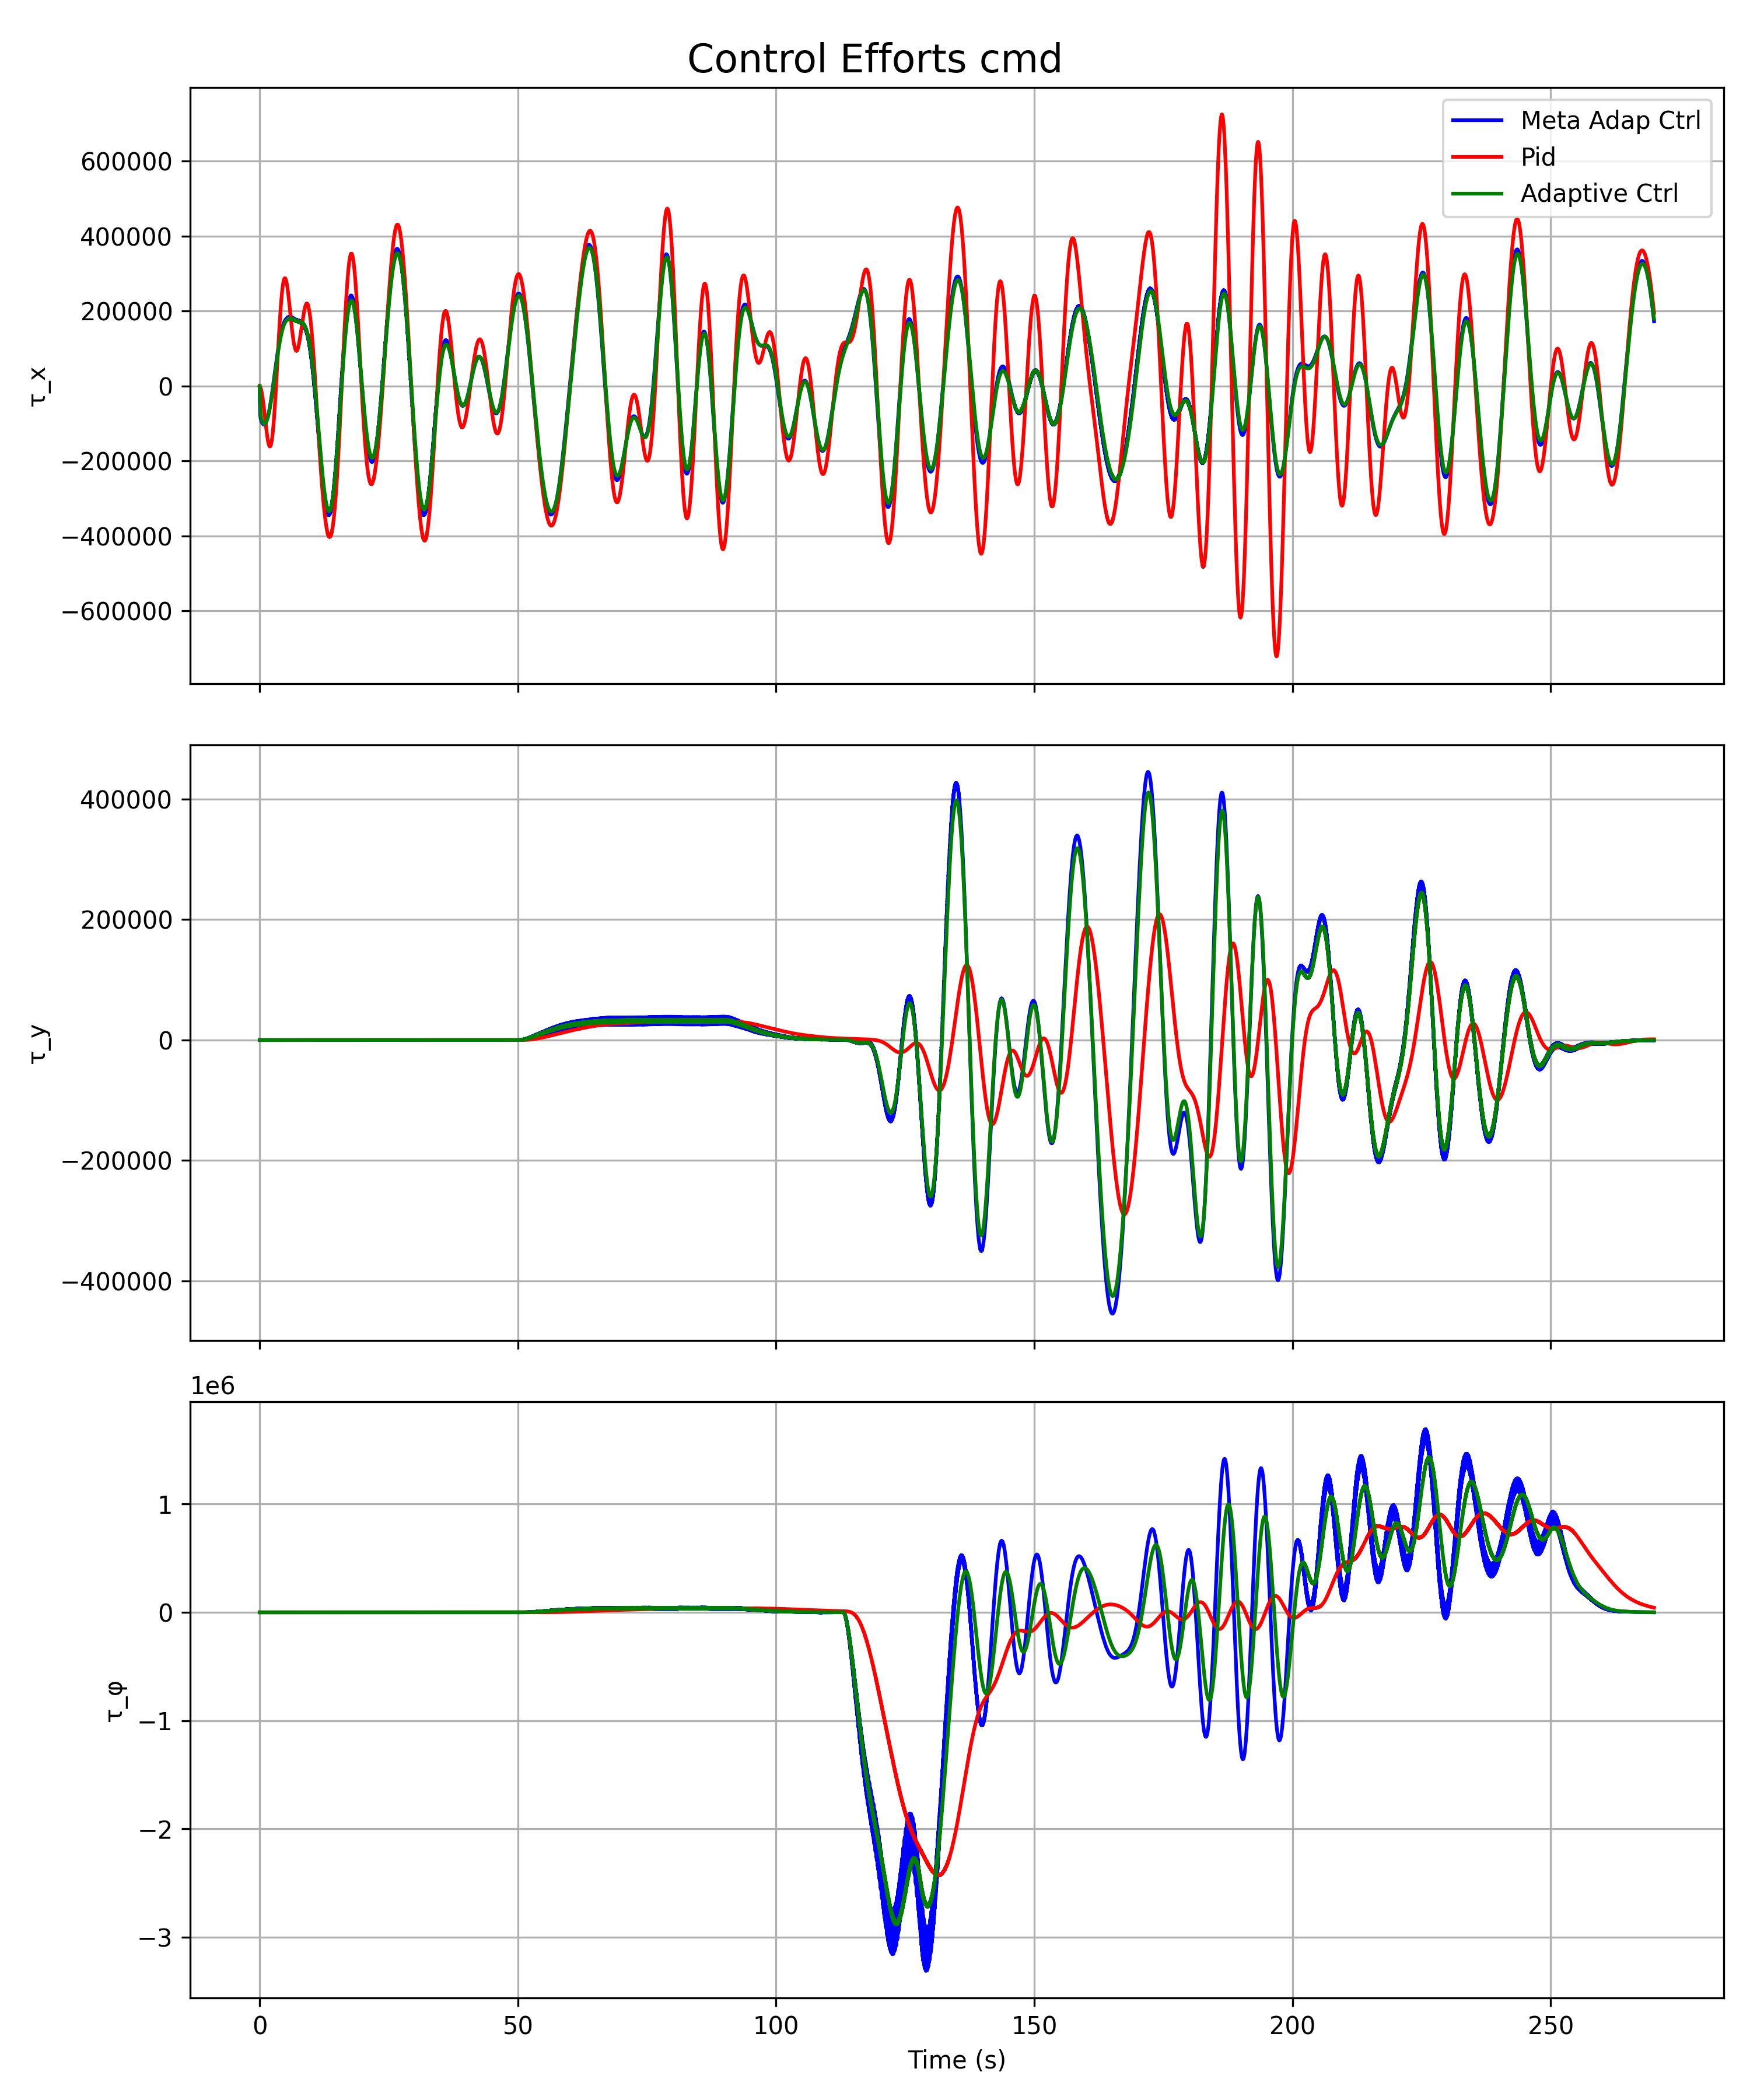 Control Efforts cmd
Meta Adap Ctrl
Pid
Adaptive Ctrl
600000
400000
200000
0
−200000
−400000
−600000
τ_x
400000
200000
0
−200000
−400000
τ_y
1e6
1
0
−1
−2
−3
τ_φ
0 50 100 150 200 250
Time (s)